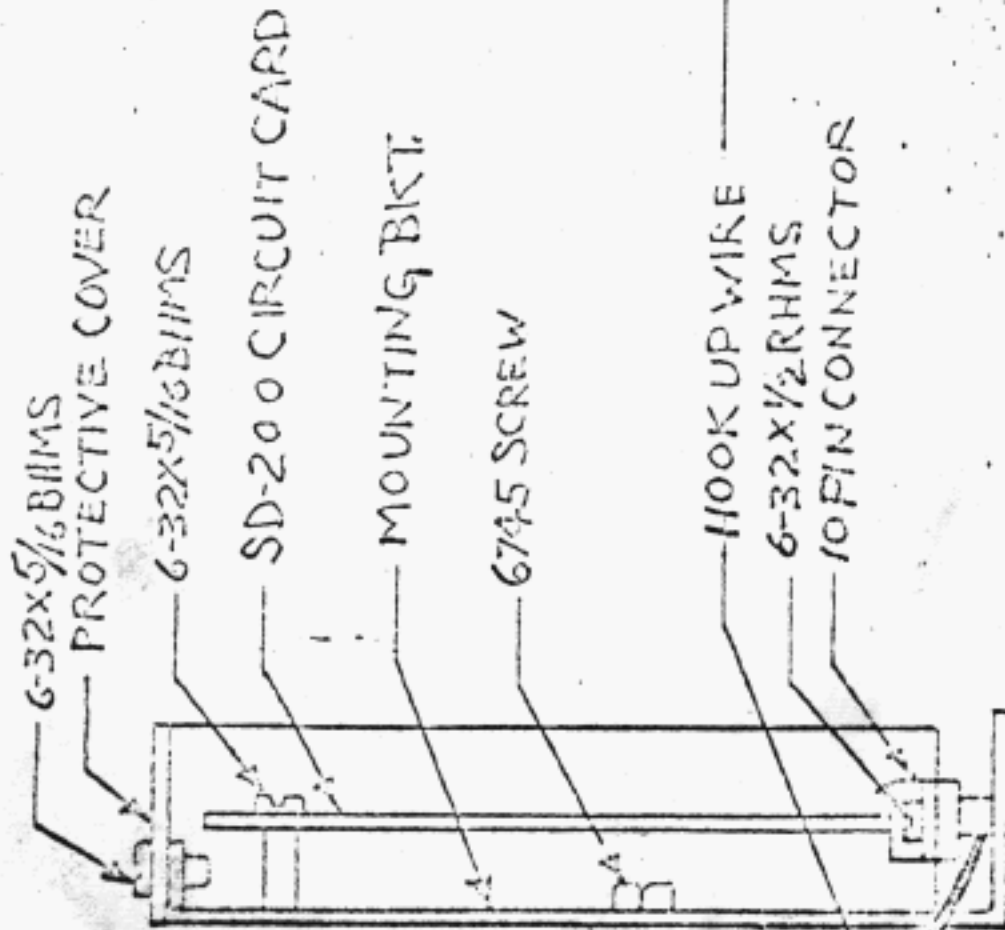 6-32X5/16 BHMS
PROTECTIVE COVER
6-32X5/16 BHMS
SD-200 CIRCUIT CARD
MOUNTING BKT.
6745 SCREW
HOOK UP WIRE
6-32X1/2 RHMS
10 PIN CONNECTOR